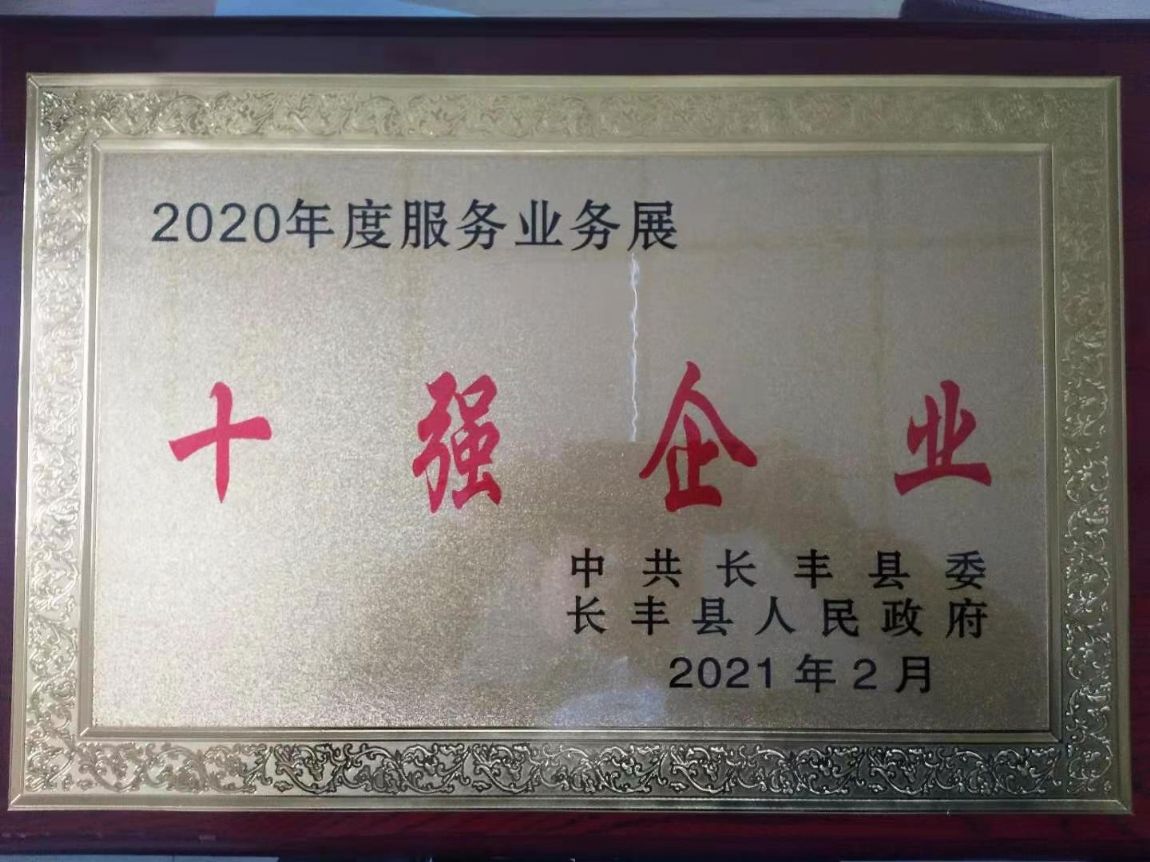 2020年度服务业务展
十强企业
中共长丰县委
长丰县人民政府
2021年2月